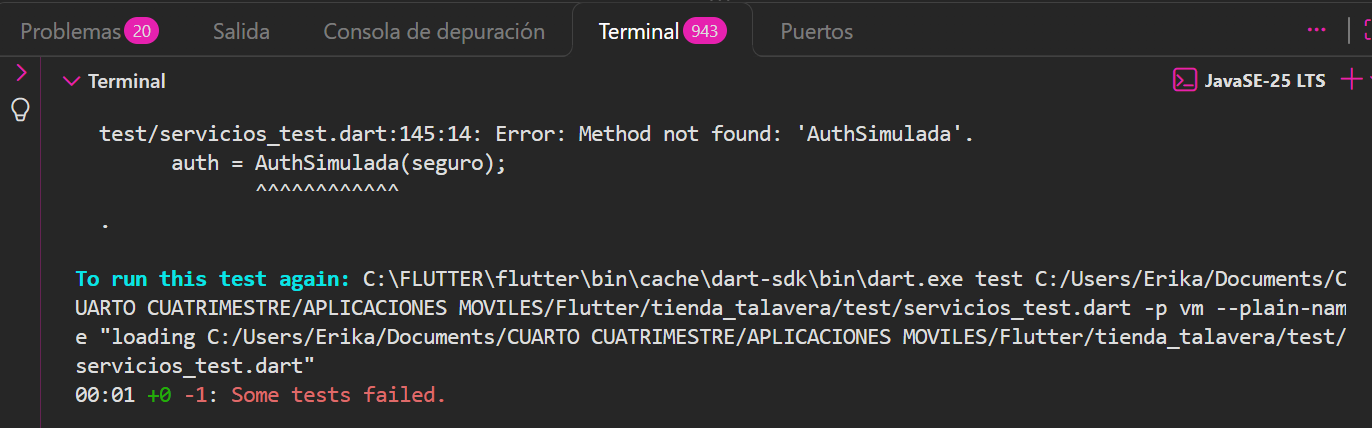 Problemas 20 Salida Consola de depuración Terminal 943 Puertos
Terminal JavaSE-25 LTS
test/servicios_test.dart:145:14: Error: Method not found: 'AuthSimulada'.
auth = AuthSimulada(seguro);
^^^^^^^^^^^^
.
To run this test again: C:\FLUTTER\flutter\bin\cache\dart-sdk\bin\dart.exe test C:/Users/Erika/Documents/C
UARTO CUATRIMESTRE/APLICACIONES MOVILES/Flutter/tienda_talavera/test/servicios_test.dart -p vm --plain-nam
e "loading C:/Users/Erika/Documents/CUARTO CUATRIMESTRE/APLICACIONES MOVILES/Flutter/tienda_talavera/test/
servicios_test.dart"
00:01 +0 -1: Some tests failed.